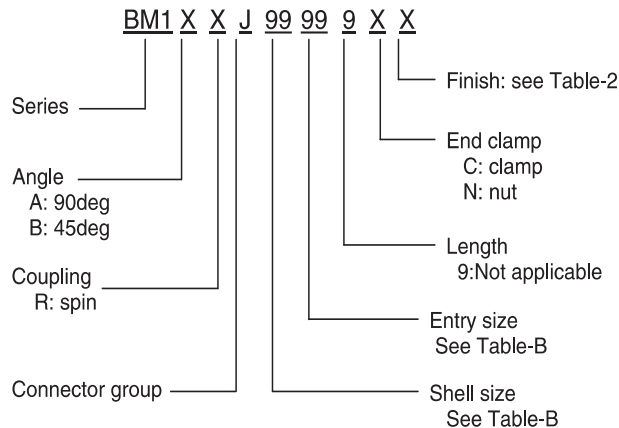 BM1 X X J 99 99 9 X X
Series
Angle
A: 90deg
B: 45deg
Coupling
R: spin
Connector group
Finish: see Table-2
End clamp
C: clamp
N: nut
Length
9:Not applicable
Entry size
See Table-B
Shell size
See Table-B